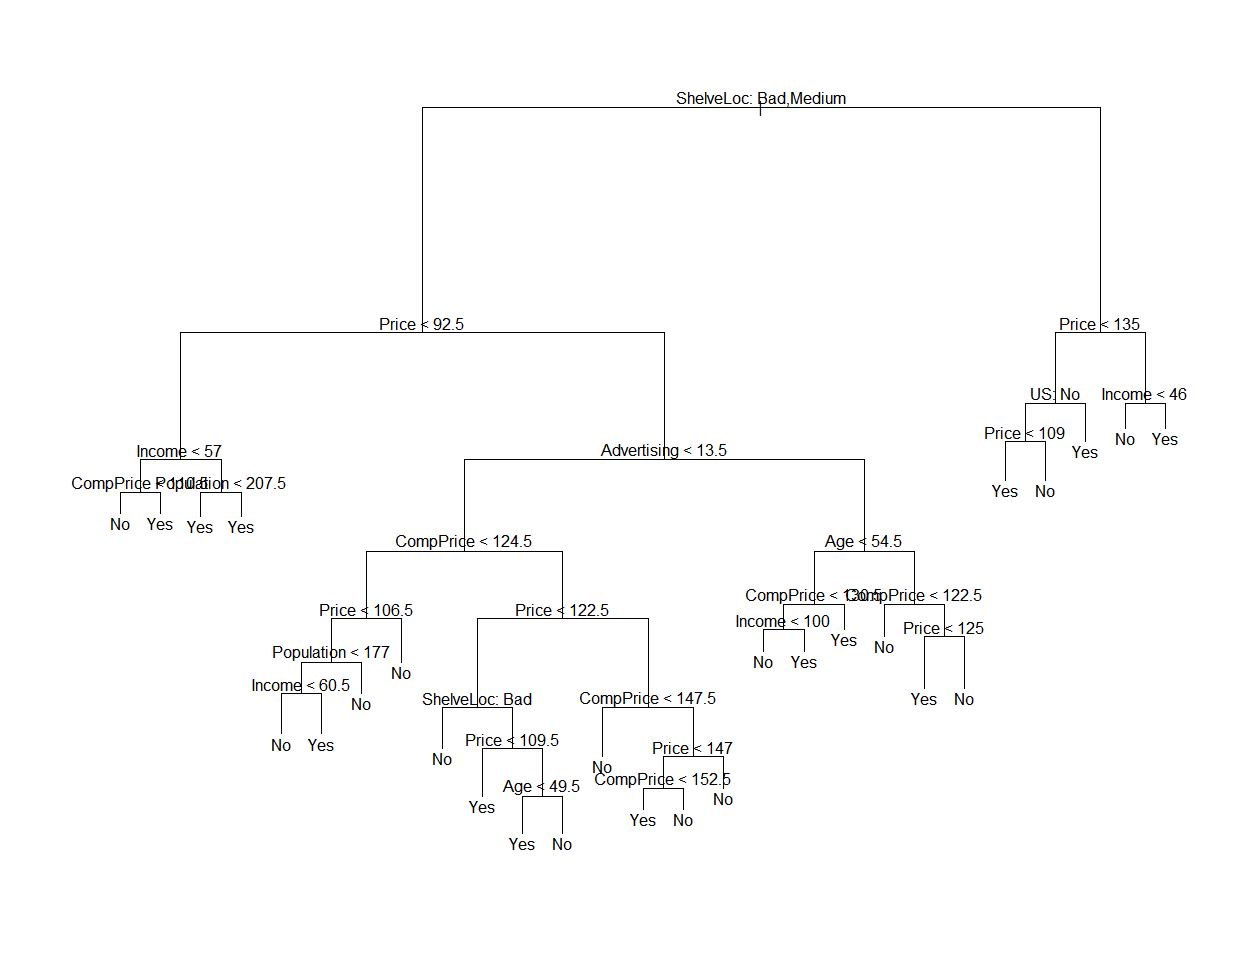 ShelveLoc: Bad,Medium
Price < 92.5
Price < 135
US: No
Income < 46
Price < 109
No
Yes
Yes
Yes
No
Income < 57
Advertising < 13.5
CompPrice < 110.5
Population < 207.5
No
Yes
Yes
Yes
CompPrice < 124.5
Age < 54.5
Price < 106.5
Price < 122.5
CompPrice < 130.5
CompPrice < 122.5
Income < 100
Yes
No
Price < 125
No
Yes
Yes
No
Population < 177
No
Income < 60.5
No
No
Yes
ShelveLoc: Bad
CompPrice < 147.5
No
Price < 109.5
No
Price < 147
Yes
Age < 49.5
CompPrice < 152.5
No
Yes
No
Yes
No